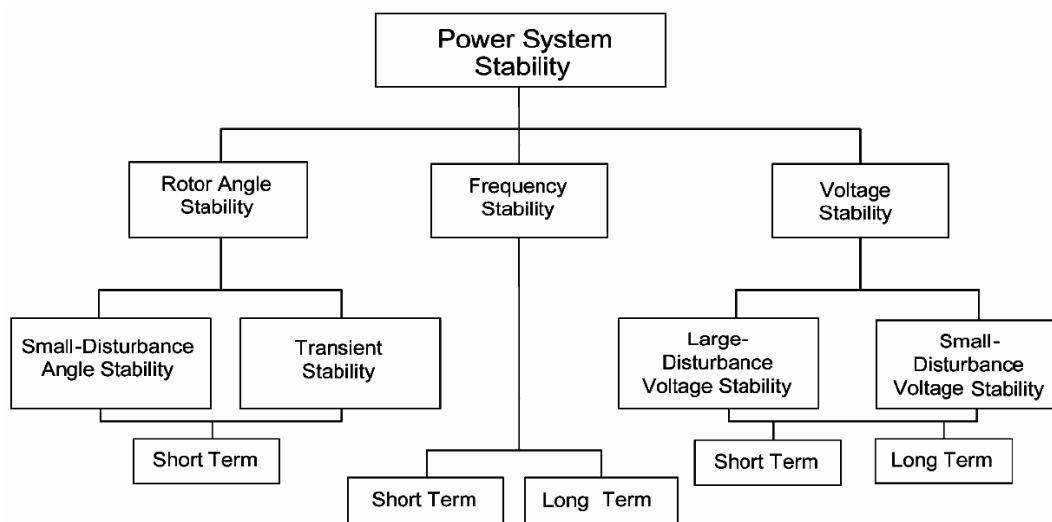 Power System
Stability
Rotor Angle
Stability
Frequency
Stability
Voltage
Stability
Small-Disturbance
Angle Stability
Transient
Stability
Large-
Disturbance
Voltage Stability
Small-
Disturbance
Voltage Stability
Short Term
Short Term
Long Term
Short Term
Long Term